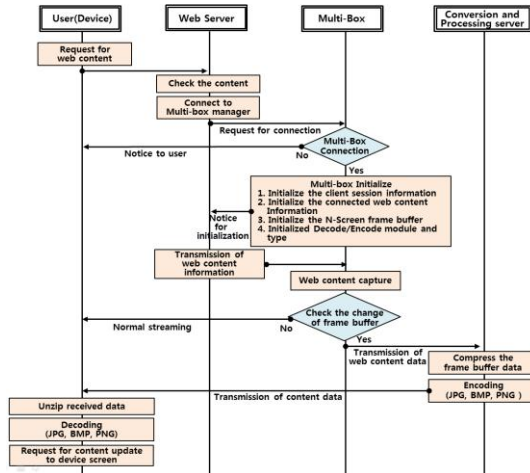 User(Device)
Web Server
Multi-Box
Conversion and
Processing server
Request for
web content
Check the content
Connect to
Multi-box manager
Request for connection
Multi-Box
Connection
No
Notice to user
Yes
Multi-box Initialize
1. Initialize the client session information
2. Initialize the connected web content
Information
3. Initialize the N-Screen frame buffer
4. Initialized Decode/Encode module and
type
Notice
for
initialization
Transmission of
web content
information
Web content capture
Check the change
of frame buffer
No
Normal streaming
Yes
Transmission of
web content data
Compress the
frame buffer data
Encoding
(JPG, BMP, PNG )
Transmission of content data
Unzip received data
Decoding
(JPG, BMP, PNG)
Request for content update
to device screen